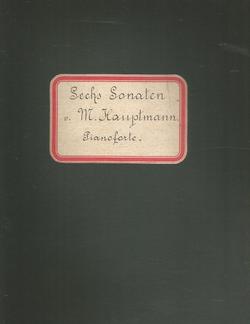 Sechs Sonaten
v. M. Hauptmann.
Pianoforte.